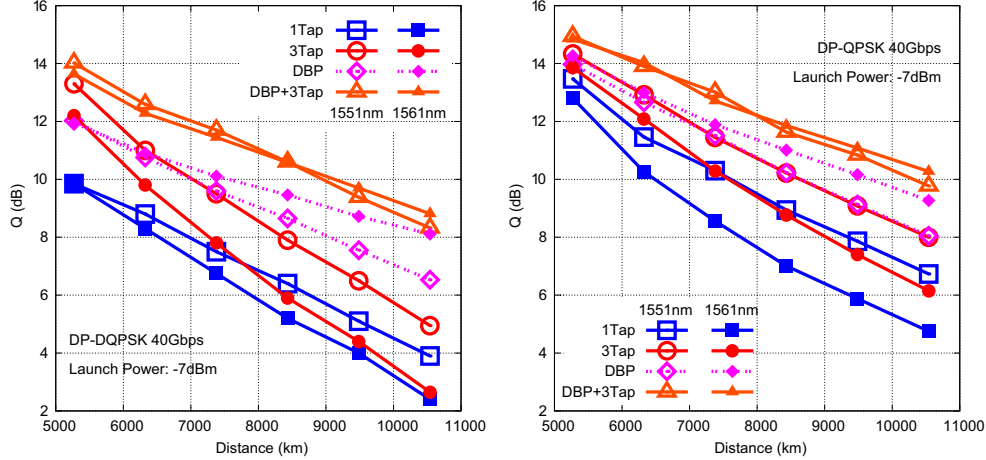 16
14
12
10
8
6
4
2
Q (dB)
5000 6000 7000 8000 9000 10000 11000
Distance (km)
1Tap
3Tap
DBP
DBP+3Tap
1551nm 1561nm
DP-DQPSK 40Gbps
Launch Power: -7dBm
16
14
12
10
8
6
4
2
Q (dB)
5000 6000 7000 8000 9000 10000 11000
Distance (km)
DP-QPSK 40Gbps
Launch Power: -7dBm
1551nm 1561nm
1Tap
3Tap
DBP
DBP+3Tap